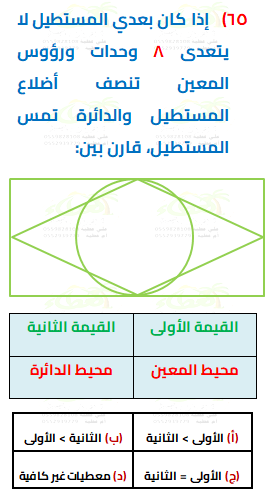 ٦٥) إذا كان بعدي المستطيل لا
يتعدى ٨ وحدات ورؤوس
المعين تنصف أضلاع
المستطيل والدائرة تمس
المستطيل، قارن بين:
القيمة الأولى القيمة الثانية
محيط المعين محيط الدائرة
(أ) الأولى > الثانية (ب) الثانية > الأولى
(ج) الأولى = الثانية (د) معطيات غير كافية